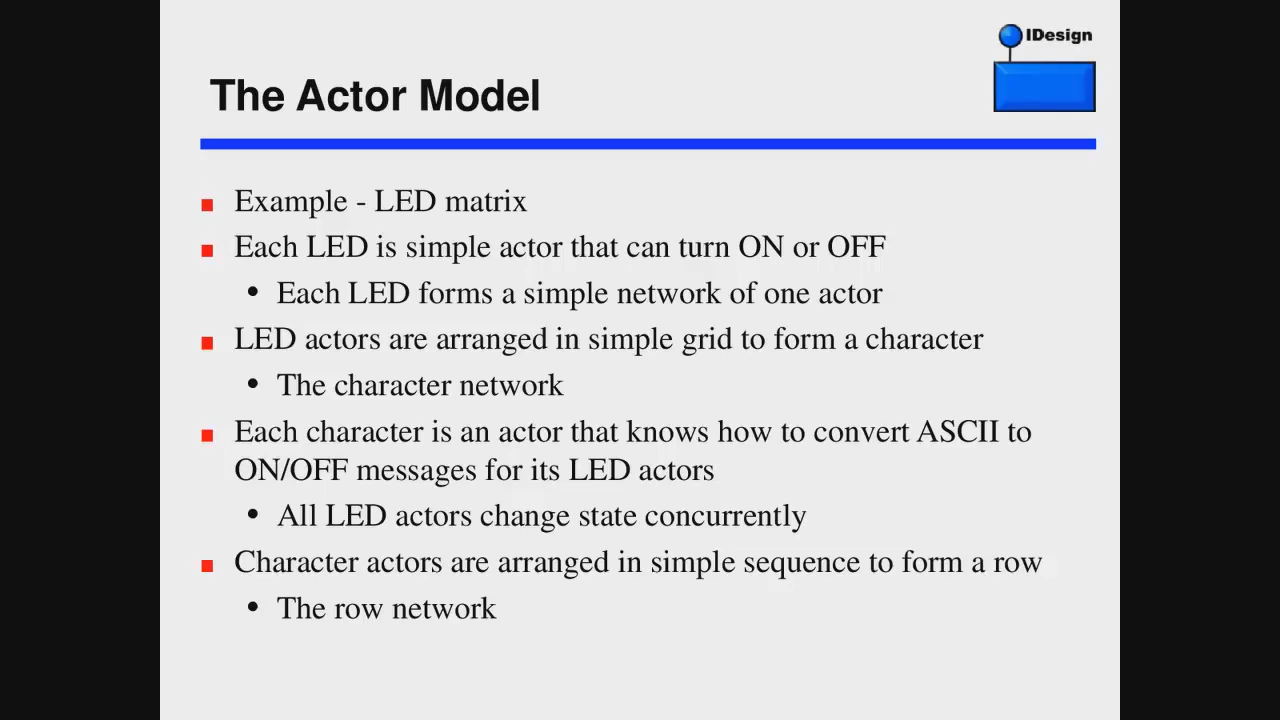 IDesign
The Actor Model
Example - LED matrix
Each LED is simple actor that can turn ON or OFF
• Each LED forms a simple network of one actor
LED actors are arranged in simple grid to form a character
• The character network
Each character is an actor that knows how to convert ASCII to
ON/OFF messages for its LED actors
• All LED actors change state concurrently
Character actors are arranged in simple sequence to form a row
• The row network